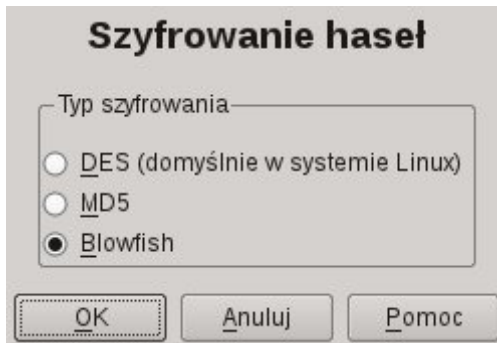 Szyfrowanie haseł
Typ szyfrowania
DES (domyślnie w systemie Linux)
MD5
Blowfish
OK Anuluj Pomoc